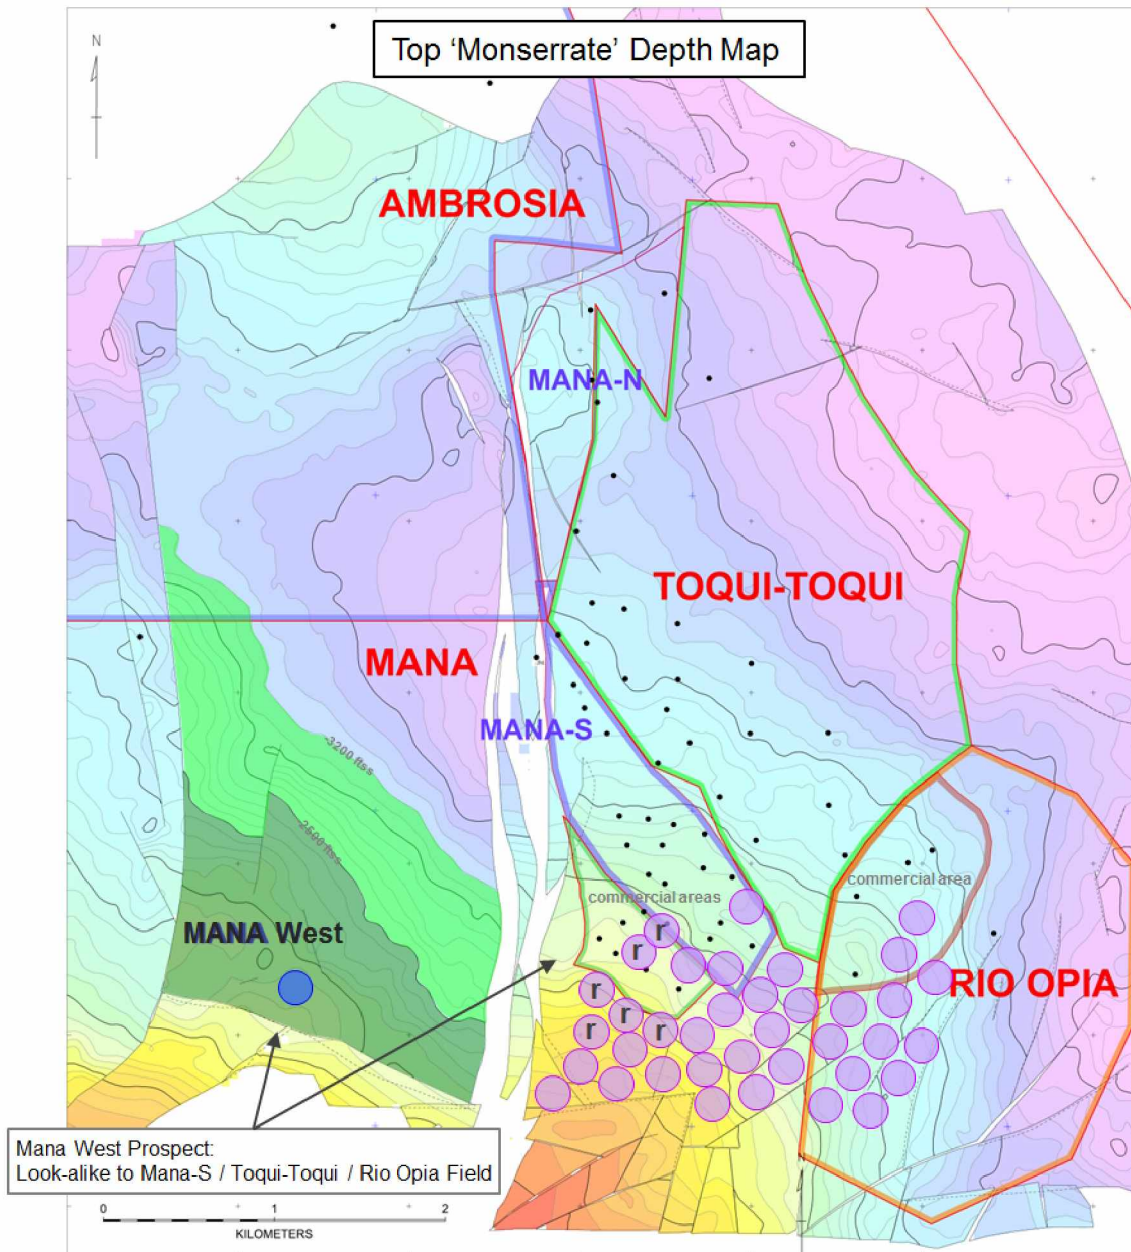 Top ‘Monserrate’ Depth Map
N
AMBROSIA
MANA-N
TOQUI-TOQUI
MANA
MANA-S
-3200 ftss
-2500 ftss
commercial area
commercial areas
MANA West
r
r
RIO OPIA
r
r
r
r
Mana West Prospect:
Look-alike to Mana-S / Toqui-Toqui / Rio Opia Field
0 1 2
KILOMETERS